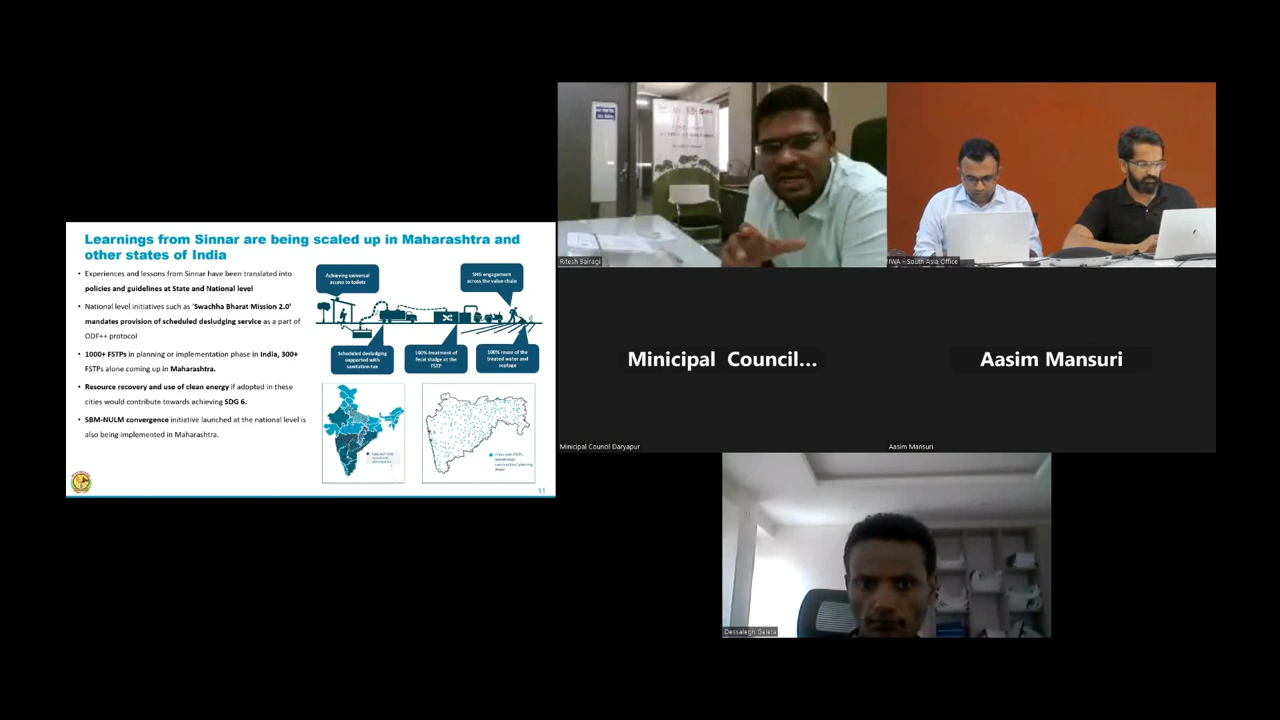 Learnings from Sinnar are being scaled up in Maharashtra and
other states of India
• Experiences and lessons from Sinnar have been translated into
policies and guidelines at State and National level
• National level initiatives such as 'Swachha Bharat Mission 2.0'
mandates provision of scheduled desludging service as a part of
ODF++ protocol
• 1000+ FSTPs in planning or implementation phase in India, 300+
FSTPs alone coming up in Maharashtra.
• Resource recovery and use of clean energy if adopted in these
cities would contribute towards achieving SDG 6.
• SBM-NULM convergence initiative launched at the national level is
also being implemented in Maharashtra.
Achieving universal
access to toilets
SHG engagement
across the value chain
Scheduled desludging
supported with
sanitation tax
100% treatment of
fecal sludge at the
FSTP
100% reuse of the
treated water and
septage
11
Ritesh Bairagi
IWA - South Asia Office
Minicipal Council...
Minicipal Council Daryapur
Aasim Mansuri
Aasim Mansuri
Dessalegn Geleta